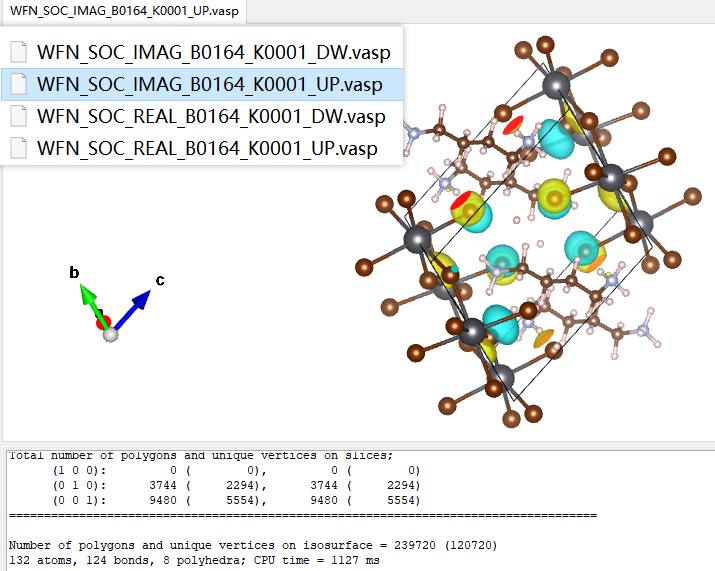 WFN_SOC_IMAG_B0164_K0001_UP.vasp
WFN_SOC_IMAG_B0164_K0001_DW.vasp
WFN_SOC_IMAG_B0164_K0001_UP.vasp
WFN_SOC_REAL_B0164_K0001_DW.vasp
WFN_SOC_REAL_B0164_K0001_UP.vasp
b
c
a
Total number of polygons and unique vertices on slices;
(1 0 0): 0 ( 0), 0 ( 0)
(0 1 0): 3744 ( 2294), 3744 ( 2294)
(0 0 1): 9480 ( 5554), 9480 ( 5554)
Number of polygons and unique vertices on isosurface = 239720 (120720)
132 atoms, 124 bonds, 8 polyhedra; CPU time = 1127 ms